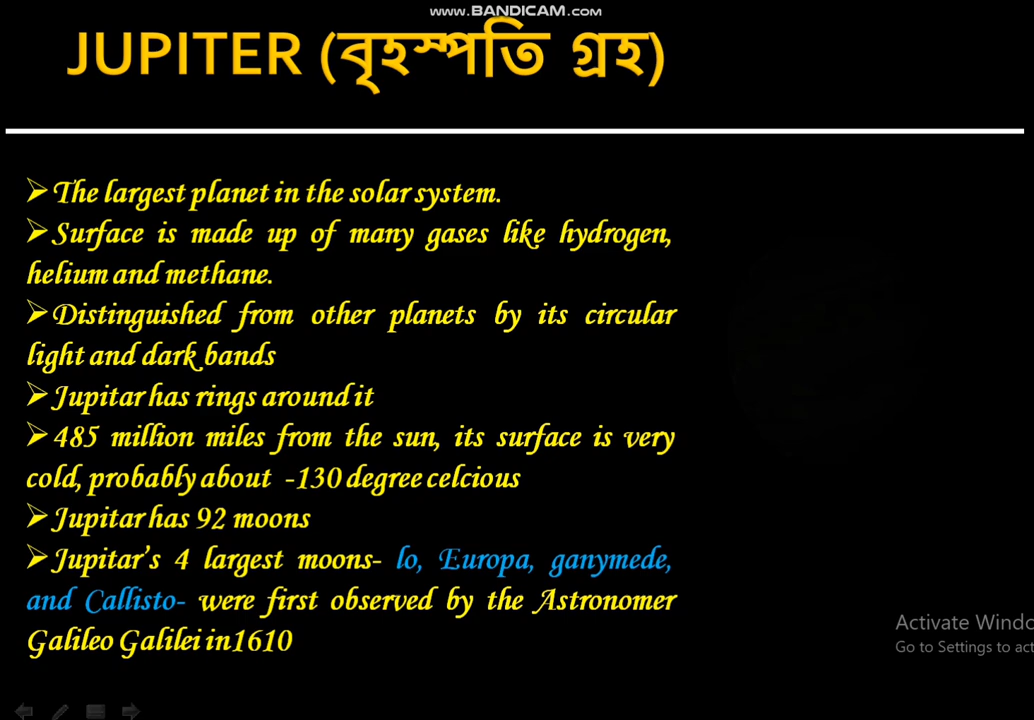 www.BANDICAM.com
JUPITER (বৃহস্পতি গ্রহ)
➢The largest planet in the solar system.
➢Surface is made up of many gases like hydrogen,
helium and methane.
➢Distinguished from other planets by its circular
light and dark bands
➢Jupitar has rings around it
➢485 million miles from the sun, its surface is very
cold, probably about -130 degree celcious
➢Jupitar has 92 moons
➢Jupitar's 4 largest moons- lo, Europa, ganymede,
and Callisto- were first observed by the Astronomer
Galileo Galilei in1610
Activate Windo
Go to Settings to act